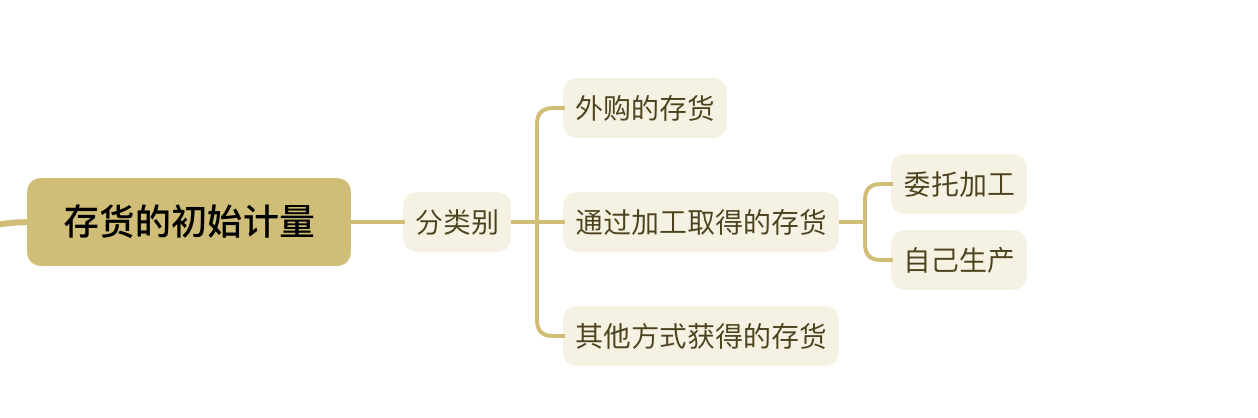 存货的初始计量
分类别
外购的存货
通过加工取得的存货
委托加工
自己生产
其他方式获得的存货